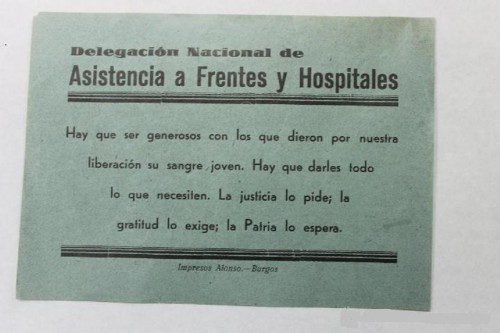 Delegación Nacional de
Asistencia a Frentes y Hospitales
Hay que ser generosos con los que dieron por nuestra
liberación su sangre joven. Hay que darles todo
lo que necesiten. La justicia lo pide; la
gratitud lo exige; la Patria lo espera.
Impresos Alonso.—Burgos